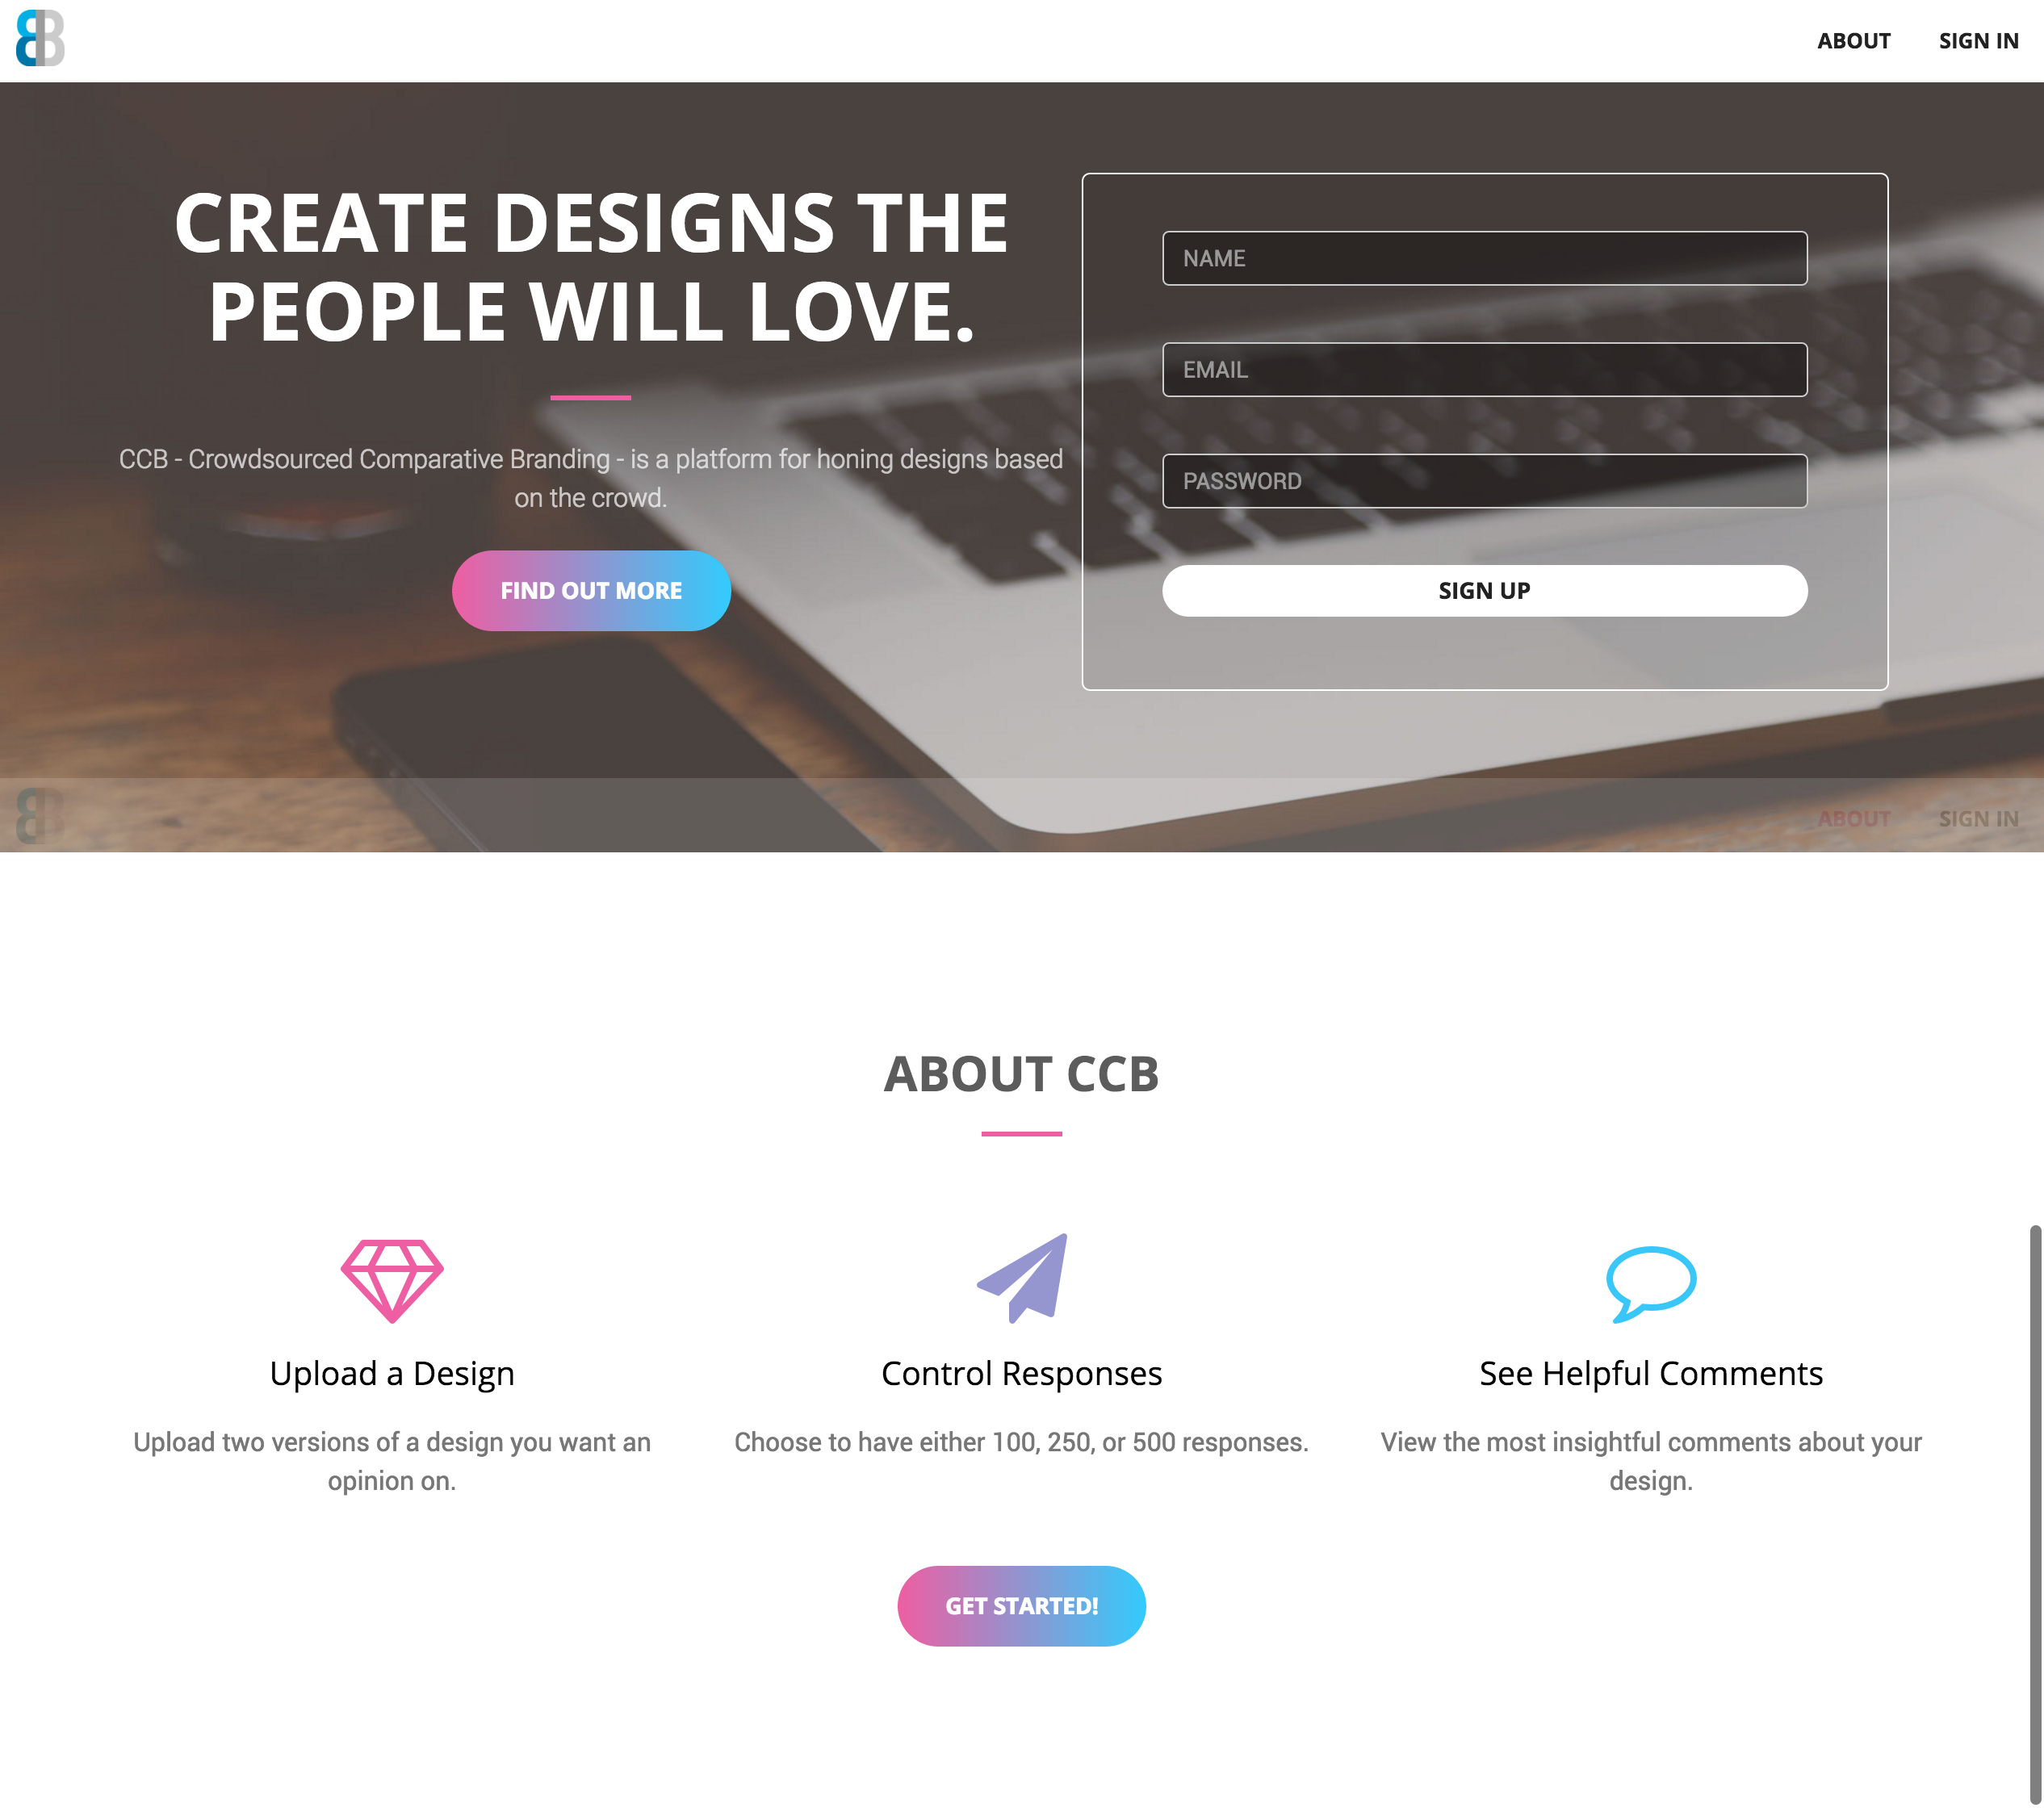 ABOUT SIGN IN
CREATE DESIGNS THE
PEOPLE WILL LOVE.
CCB - Crowdsourced Comparative Branding - is a platform for honing designs based
on the crowd.
FIND OUT MORE
NAME
EMAIL
PASSWORD
SIGN UP
ABOUT SIGN IN
ABOUT CCB
Upload a Design
Upload two versions of a design you want an
opinion on.
Control Responses
Choose to have either 100, 250, or 500 responses.
See Helpful Comments
View the most insightful comments about your
design.
GET STARTED!